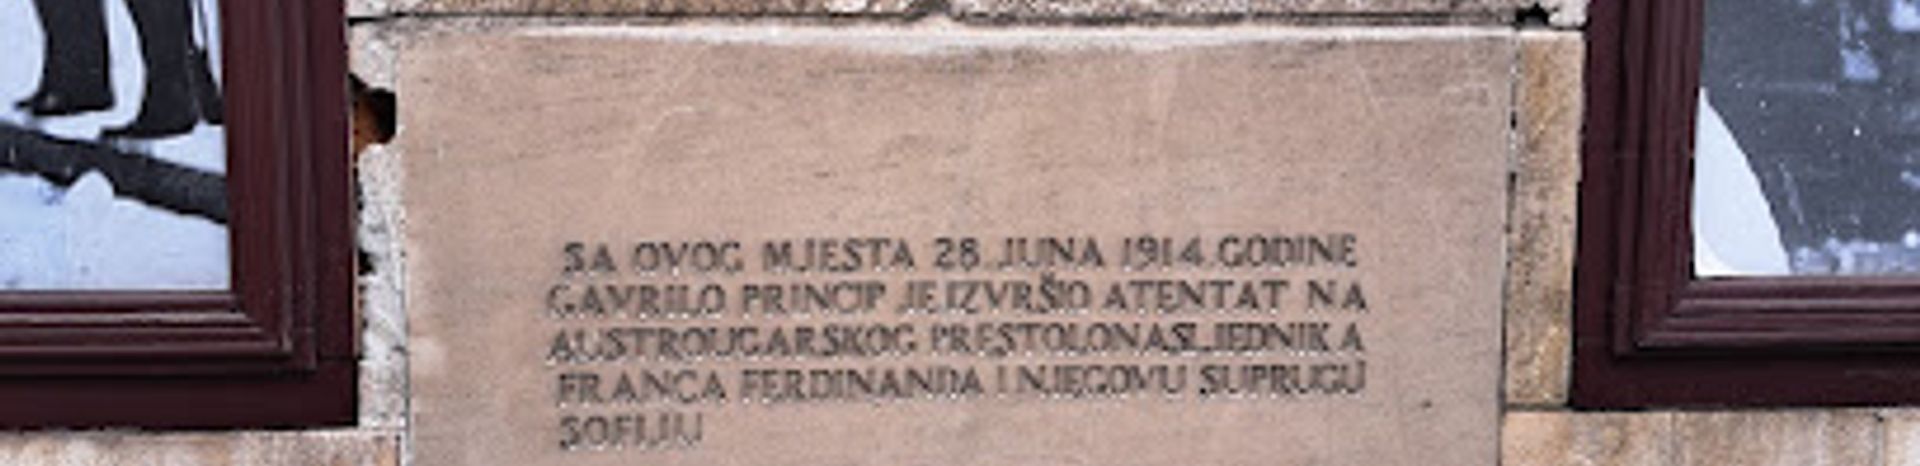 SA OVOG MJESTA 28.JUNA 1914.GODINE
GAVRILO PRINCIP JE IZVRŠIO ATENTAT NA
AUSTROUGARSKOG PRESTOLONASLJEDNIKA
FRANCA FERDINANDA I NJEGOVU SUPRUGU
SOFIJU